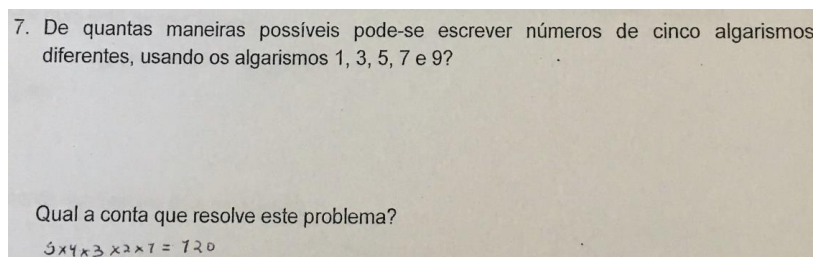 7. De quantas maneiras possíveis pode-se escrever números de cinco algarismos
diferentes, usando os algarismos 1, 3, 5, 7 e 9?
Qual a conta que resolve este problema?
5x4x3x2x1 = 120